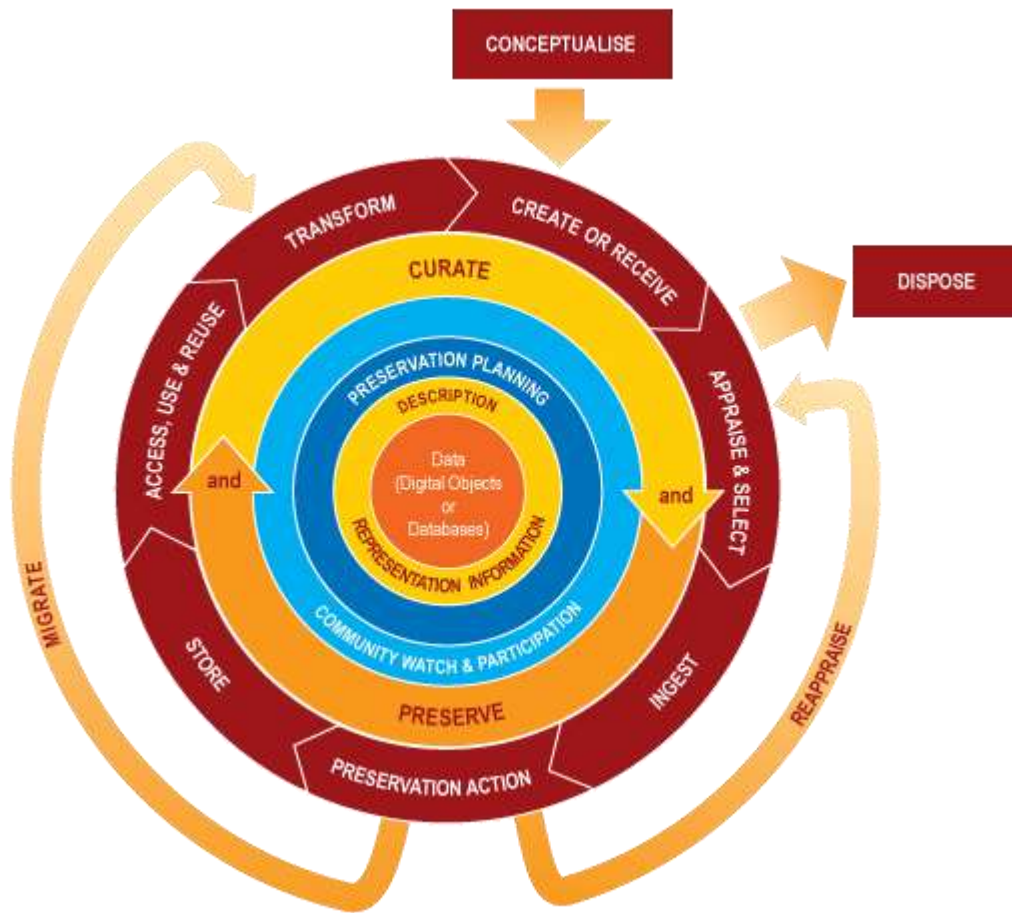 CONCEPTUALISE
TRANSFORM
CREATE OR RECEIVE
CURATE
DISPOSE
ACCESS, USE & REUSE
PRESERVATION PLANNING
DESCRIPTION
APPRAISE & SELECT
Data
(Digital Objects
or
Databases)
and
and
REPRESENTATION INFORMATION
MIGRATE
COMMUNITY WATCH & PARTICIPATION
STORE
INGEST
REAPPRAISE
PRESERVE
PRESERVATION ACTION